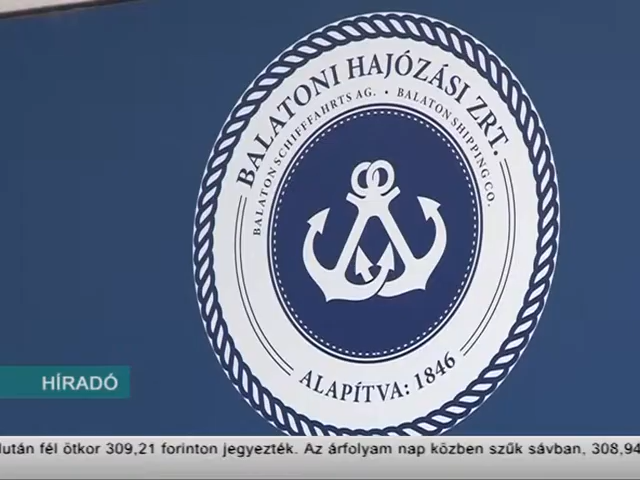 BALATONI HAJÓZÁSI ZRT.
BALATON SCHIFFFAHRTS AG. • BALATON SHIPPING CO.
ALAPÍTVA: 1846
HÍRADÓ
után fél ötkor 309,21 forinton jegyezték. Az árfolyam nap közben szűk sávban, 308,94